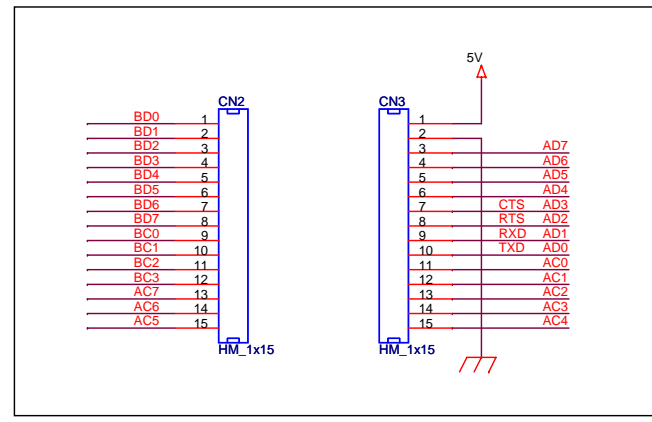 5V
CN2 CN3
BD0 1 1
BD1 2 2
BD2 3 3 AD7
BD3 4 4 AD6
BD4 5 5 AD5
BD5 6 6 AD4
BD6 7 7 CTS AD3
BD7 8 8 RTS AD2
BC0 9 9 RXD AD1
BC1 10 10 TXD AD0
BC2 11 11 AC0
BC3 12 12 AC1
AC7 13 13 AC2
AC6 14 14 AC3
AC5 15 15 AC4
HM_1x15 HM_1x15